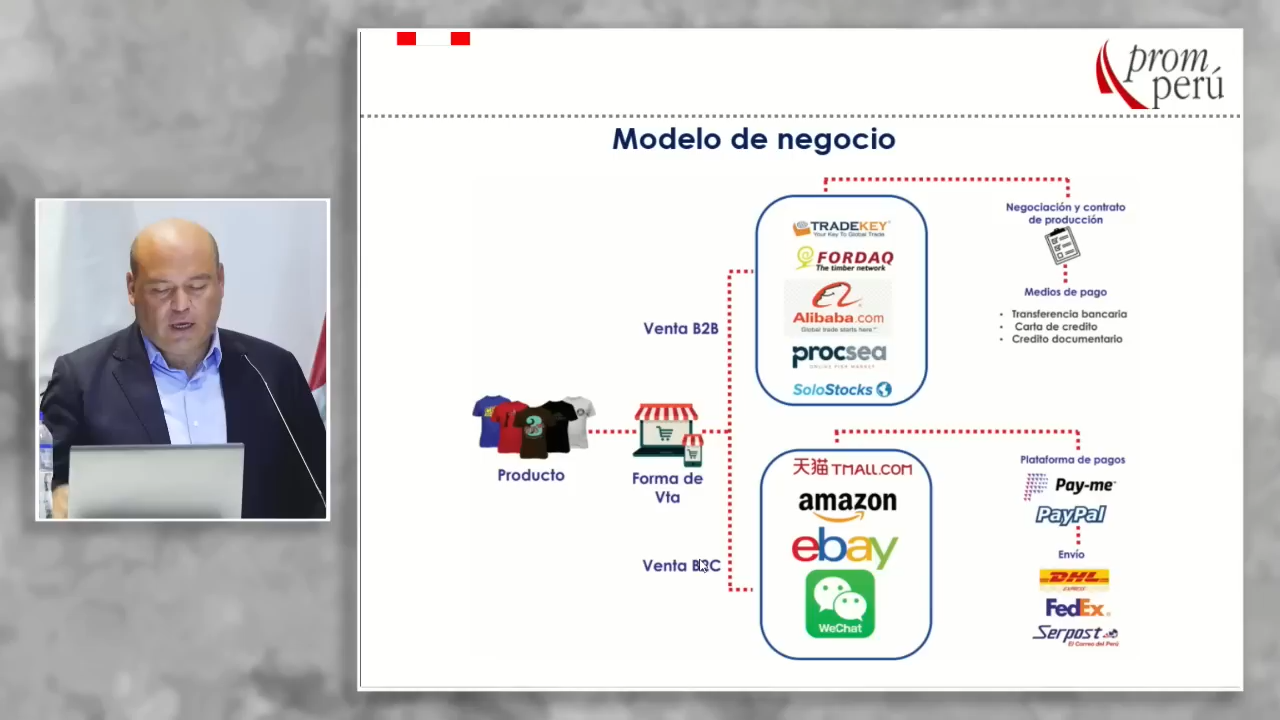 prom
perú
Modelo de negocio
TRADEKEY
Your Key To Global Trade
FORDAQ
The timber network
Alibaba.com
Global trade starts here.™
procsea
ONLINE FISH MARKET
SoloStocks
Venta B2B
Negociación y contrato
de producción
Medios de pago
• Transferencia bancaria
• Carta de credito
• Credito documentario
Producto
Forma de
Vta
Venta B2C
天猫 TMALL.COM
amazon
ebay
WeChat
Plataforma de pagos
Pay-me
PayPal
Envío
DHL
EXPRESS
FedEx
Serpost
El Correo del Perú